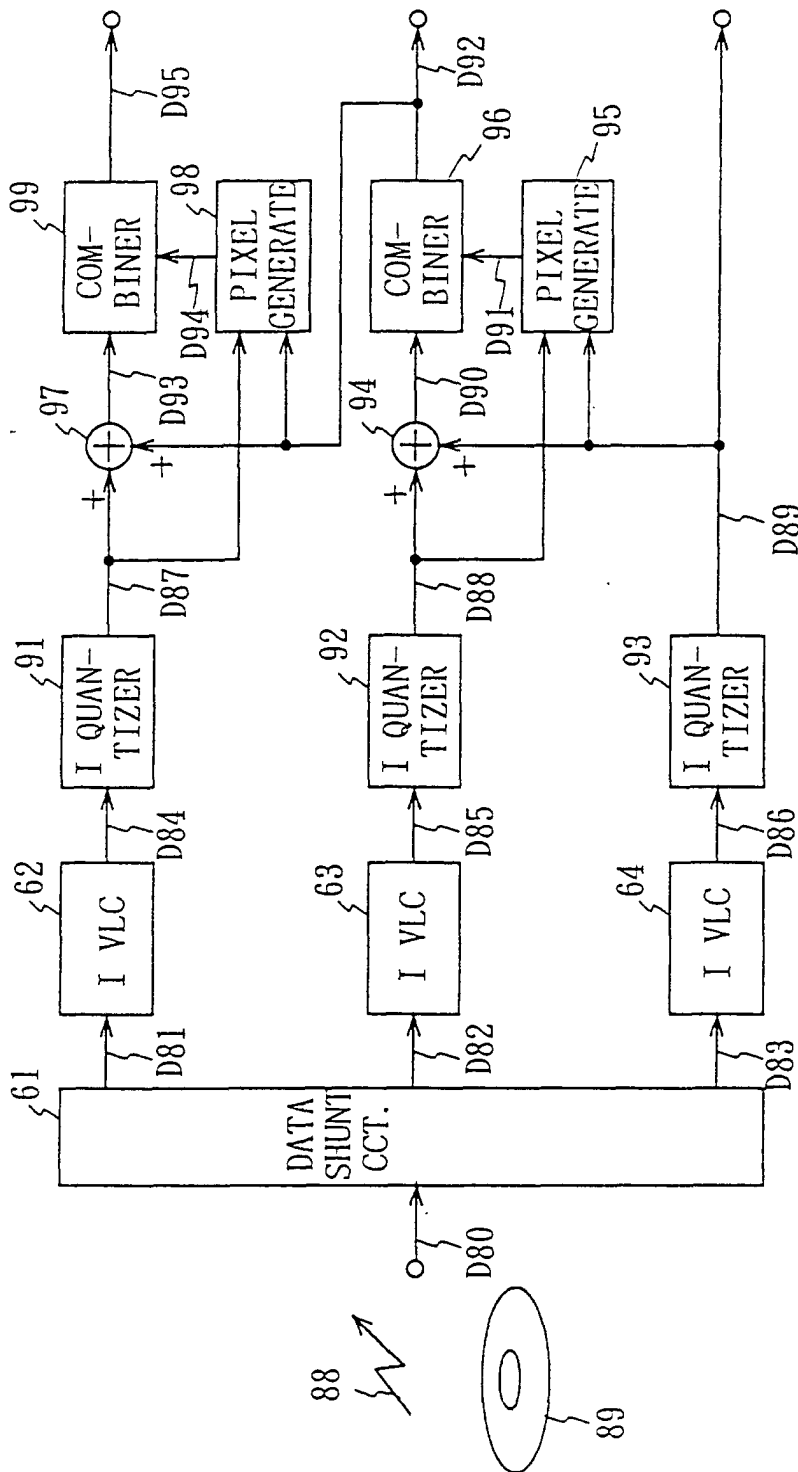 88
89
D80
61
DATA
SHUNT
CCT.
D81
62
I VLC
D84
91
I QUAN-
TIZER
D87
+
97
+
D93
99
COM-
BINER
D95
D94
98
PIXEL
GENERATE
D82
63
I VLC
D85
92
I QUAN-
TIZER
D88
+
94
+
D90
96
COM-
BINER
D92
D91
95
PIXEL
GENERATE
D83
64
I VLC
D86
93
I QUAN-
TIZER
D89